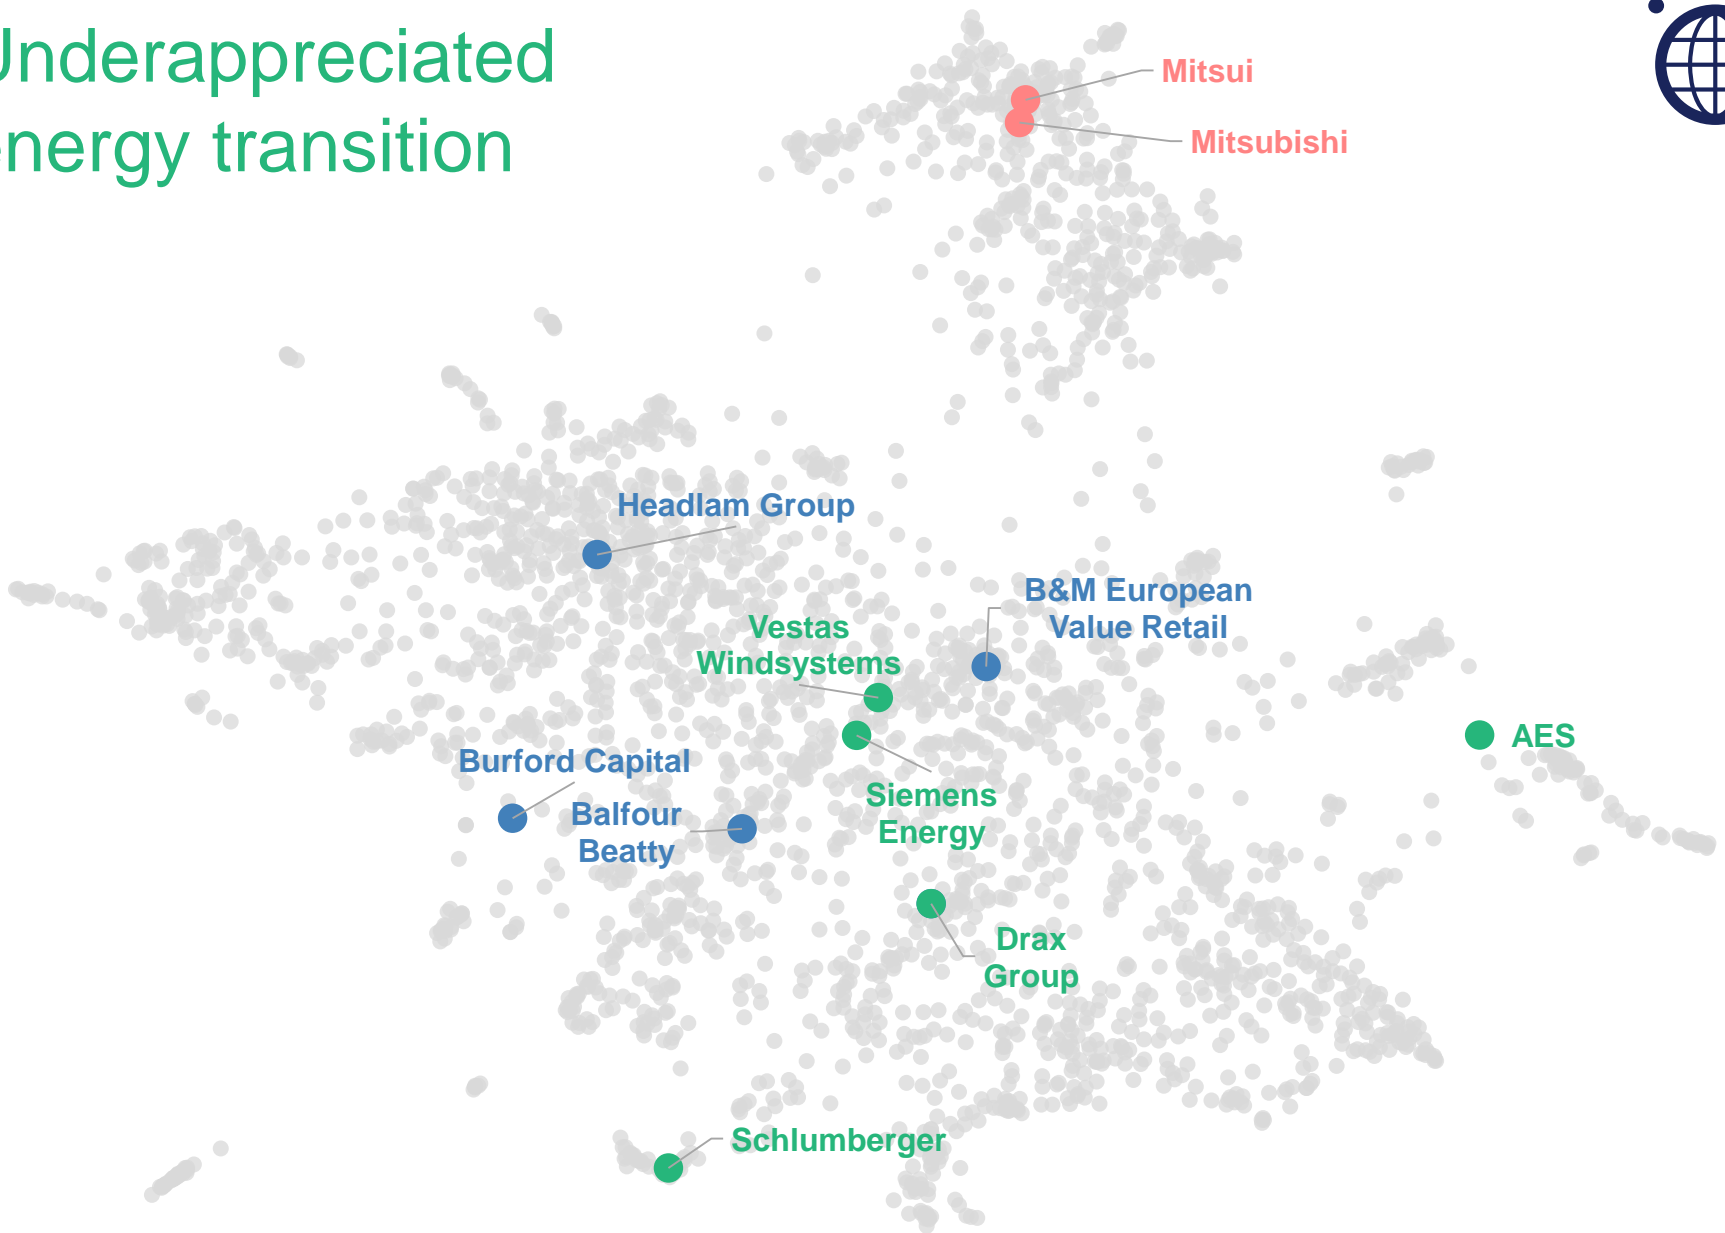 Underappreciated
energy transition
Mitsui
Mitsubishi
Headlam Group
B&M European
Value Retail
Vestas
Windsystems
AES
Burford Capital
Balfour
Beatty
Siemens
Energy
Drax
Group
Schlumberger